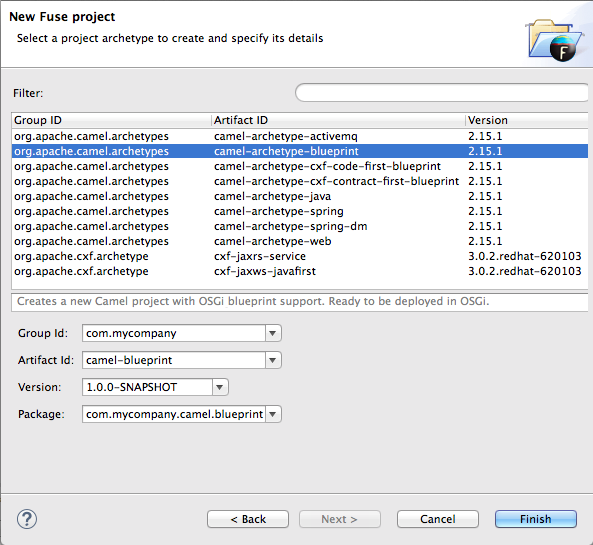 New Fuse project
Select a project archetype to create and specify its details
F
Filter:
Group ID Artifact ID Version
org.apache.camel.archetypes camel-archetype-activemq 2.15.1
org.apache.camel.archetypes camel-archetype-blueprint 2.15.1
org.apache.camel.archetypes camel-archetype-cxf-code-first-blueprint 2.15.1
org.apache.camel.archetypes camel-archetype-cxf-contract-first-blueprint 2.15.1
org.apache.camel.archetypes camel-archetype-java 2.15.1
org.apache.camel.archetypes camel-archetype-spring 2.15.1
org.apache.camel.archetypes camel-archetype-spring-dm 2.15.1
org.apache.camel.archetypes camel-archetype-web 2.15.1
org.apache.cxf.archetype cxf-jaxrs-service 3.0.2.redhat-620103
org.apache.cxf.archetype cxf-jaxws-javafirst 3.0.2.redhat-620103
Creates a new Camel project with OSGi blueprint support. Ready to be deployed in OSGi.
Group Id: com.mycompany
Artifact Id: camel-blueprint
Version: 1.0.0-SNAPSHOT
Package: com.mycompany.camel.blueprint
? < Back Next > Cancel Finish